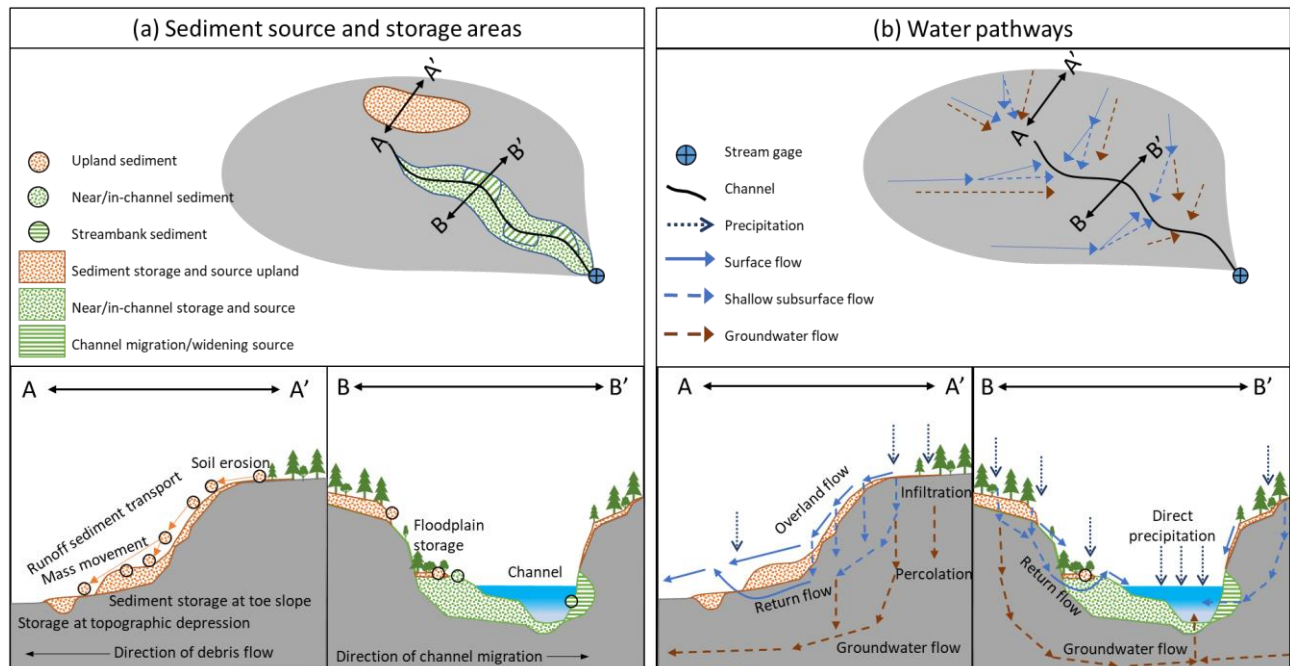 (a) Sediment source and storage areas
A'
A
B'
B
Upland sediment
Near/in-channel sediment
Streambank sediment
Sediment storage and source upland
Near/in-channel storage and source
Channel migration/widening source
A
A'
Soil erosion
Runoff sediment transport
Mass movement
Sediment storage at toe slope
Storage at topographic depression
Direction of debris flow
B
B'
Floodplain
storage
Channel
Direction of channel migration
(b) Water pathways
A'
A
B'
B
Stream gage
Channel
Precipitation
Surface flow
Shallow subsurface flow
Groundwater flow
A
A'
Overland flow
Infiltration
Percolation
Return flow
Groundwater flow
B
B'
Direct
precipitation
Return flow
Groundwater flow